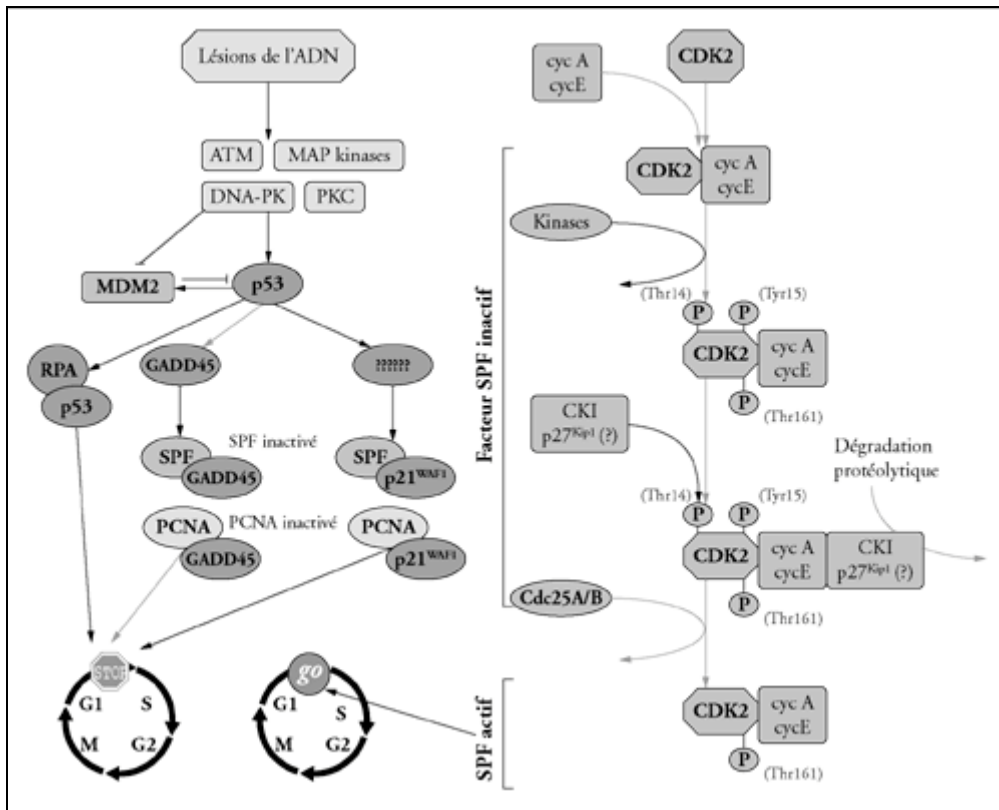 Lésions de l'ADN
ATM
MAP kinases
DNA-PK
PKC
MDM2
p53
RPA
p53
GADD45
??????
SPF inactivé
SPF
GADD45
SPF
p21WAF1
PCNA inactivé
PCNA
GADD45
PCNA
p21WAF1
STOP
G1
S
M
G2
go
G1
S
M
G2
cyc A
cycE
CDK2
CDK2
cyc A
cycE
Facteur SPF inactif
Kinases
(Thr14)
(Tyr15)
P
P
CDK2
cyc A
cycE
P
(Thr161)
CKI
p27Kip1 (?)
Dégradation
protéolytique
(Thr14)
(Tyr15)
P
P
CDK2
cyc A
cycE
CKI
p27Kip1 (?)
P
(Thr161)
Cdc25A/B
SPF actif
CDK2
cyc A
cycE
P
(Thr161)